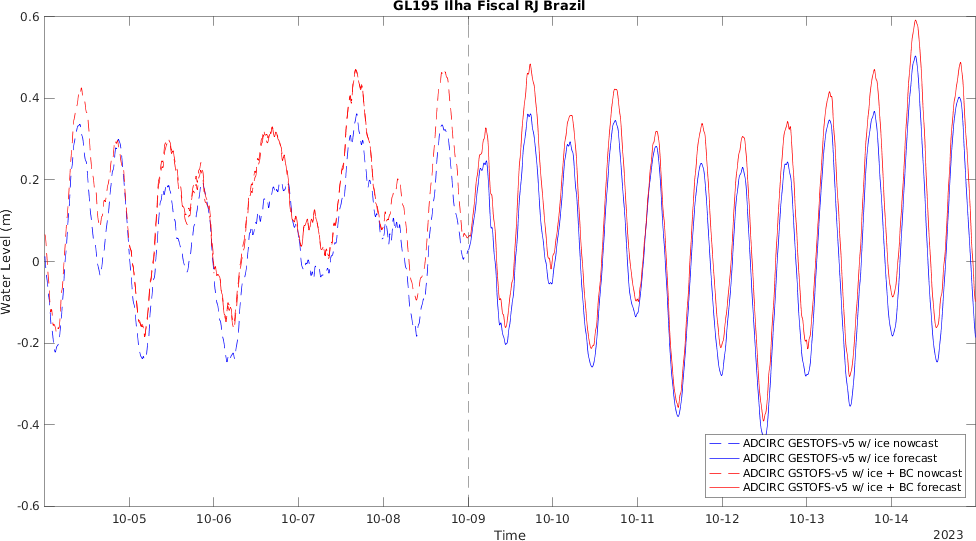 GL195 Ilha Fiscal RJ Brazil
0.6
0.4
0.2
0
-0.2
-0.4
-0.6
Water Level (m)
10-05 10-06 10-07 10-08 10-09 10-10 10-11 10-12 10-13 10-14
Time
2023
ADCIRC GESTOFS-v5 w/ ice nowcast
ADCIRC GESTOFS-v5 w/ ice forecast
ADCIRC GSTOFS-v5 w/ ice + BC nowcast
ADCIRC GSTOFS-v5 w/ ice + BC forecast